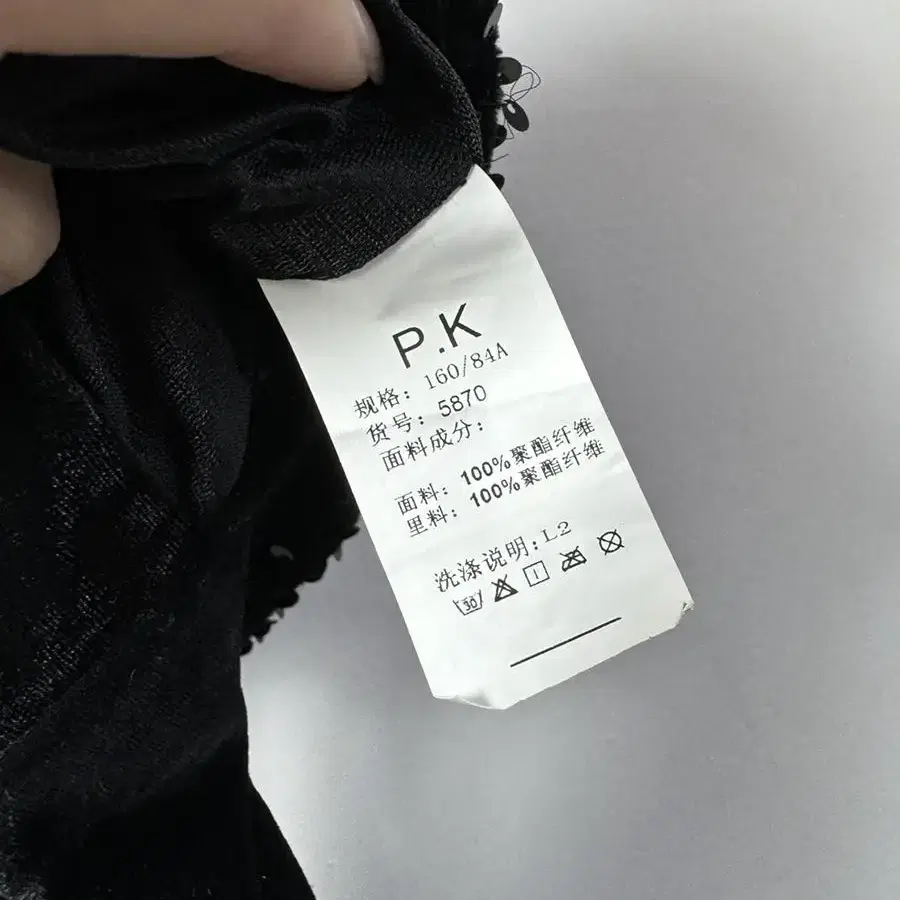 P.K
规格: 160/84A
货号: 5870
面料成分:
面料: 100%聚酯纤维
里料: 100%聚酯纤维
洗涤说明:L2
30